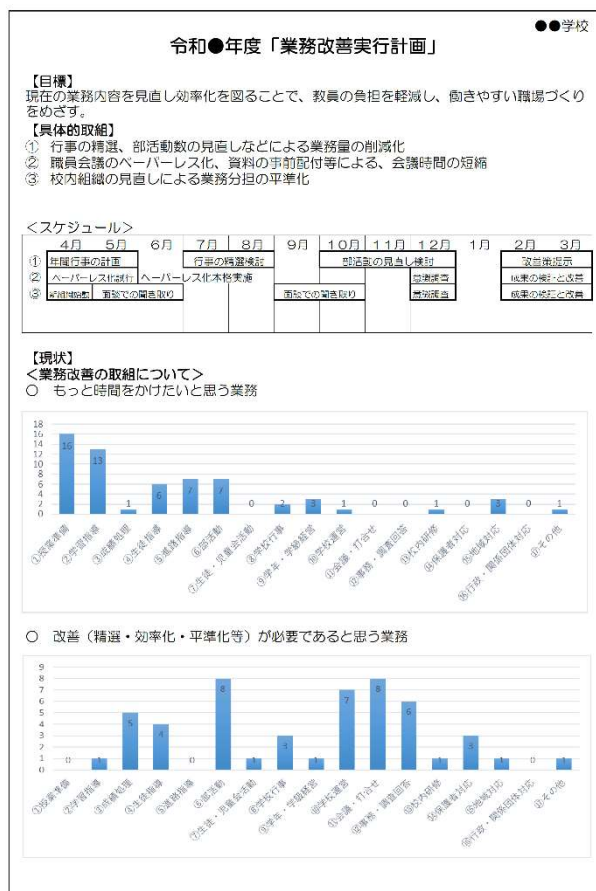 ●●学校
令和●年度「業務改善実行計画」
【目標】
現在の業務内容を見直し効率化を図ることで、教員の負担を軽減し、働きやすい職場づくり
をめざす。
【具体的取組】
① 行事の精選、部活動数の見直しなどによる業務量の削減化
② 職員会議のペーパーレス化、資料の事前配付等による、会議時間の短縮
③ 校内組織の見直しによる業務分担の平準化
＜スケジュール＞
4月 5月 6月 7月 8月 9月 10月 11月 12月 1月 2月 3月
① 年間行事の計画 行事の精選検討 部活動の見直し検討 改善策提示
② ペーパーレス化試行 ペーパーレス化本格実施 意識調査 成果の検証と改善
③ 面談での聞き取り 面談での聞き取り 意識調査 成果の検証と改善
【現状】
＜業務改善の取組について＞
○ もっと時間をかけたいと思う業務
18
16
14
12
10
8
6
4
2
0
16 13 1 6 7 7 0 2 3 1 0 0 1 0 3 0 1
①授業準備 ②学習指導 ③成績処理 ④生徒指導 ⑤進路指導 ⑥部活動 ⑦生徒・児童会活動 ⑧学校行事 ⑨学年・学級経営 ⑩学校運営 ⑪会議・打合せ ⑫事務・調査回答 ⑬校内研修 ⑭保護者対応 ⑮地域対応 ⑯行政・関係団体対応 ⑰その他
○ 改善（精選・効率化・平準化等）が必要であると思う業務
9
8
7
6
5
4
3
2
1
0
0 1 5 4 0 8 1 3 1 7 8 6 1 3 1 0 1
①授業準備 ②学習指導 ③成績処理 ④生徒指導 ⑤進路指導 ⑥部活動 ⑦生徒・児童会活動 ⑧学校行事 ⑨学年・学級経営 ⑩学校運営 ⑪会議・打合せ ⑫事務・調査回答 ⑬校内研修 ⑭保護者対応 ⑮地域対応 ⑯行政・関係団体対応 ⑰その他